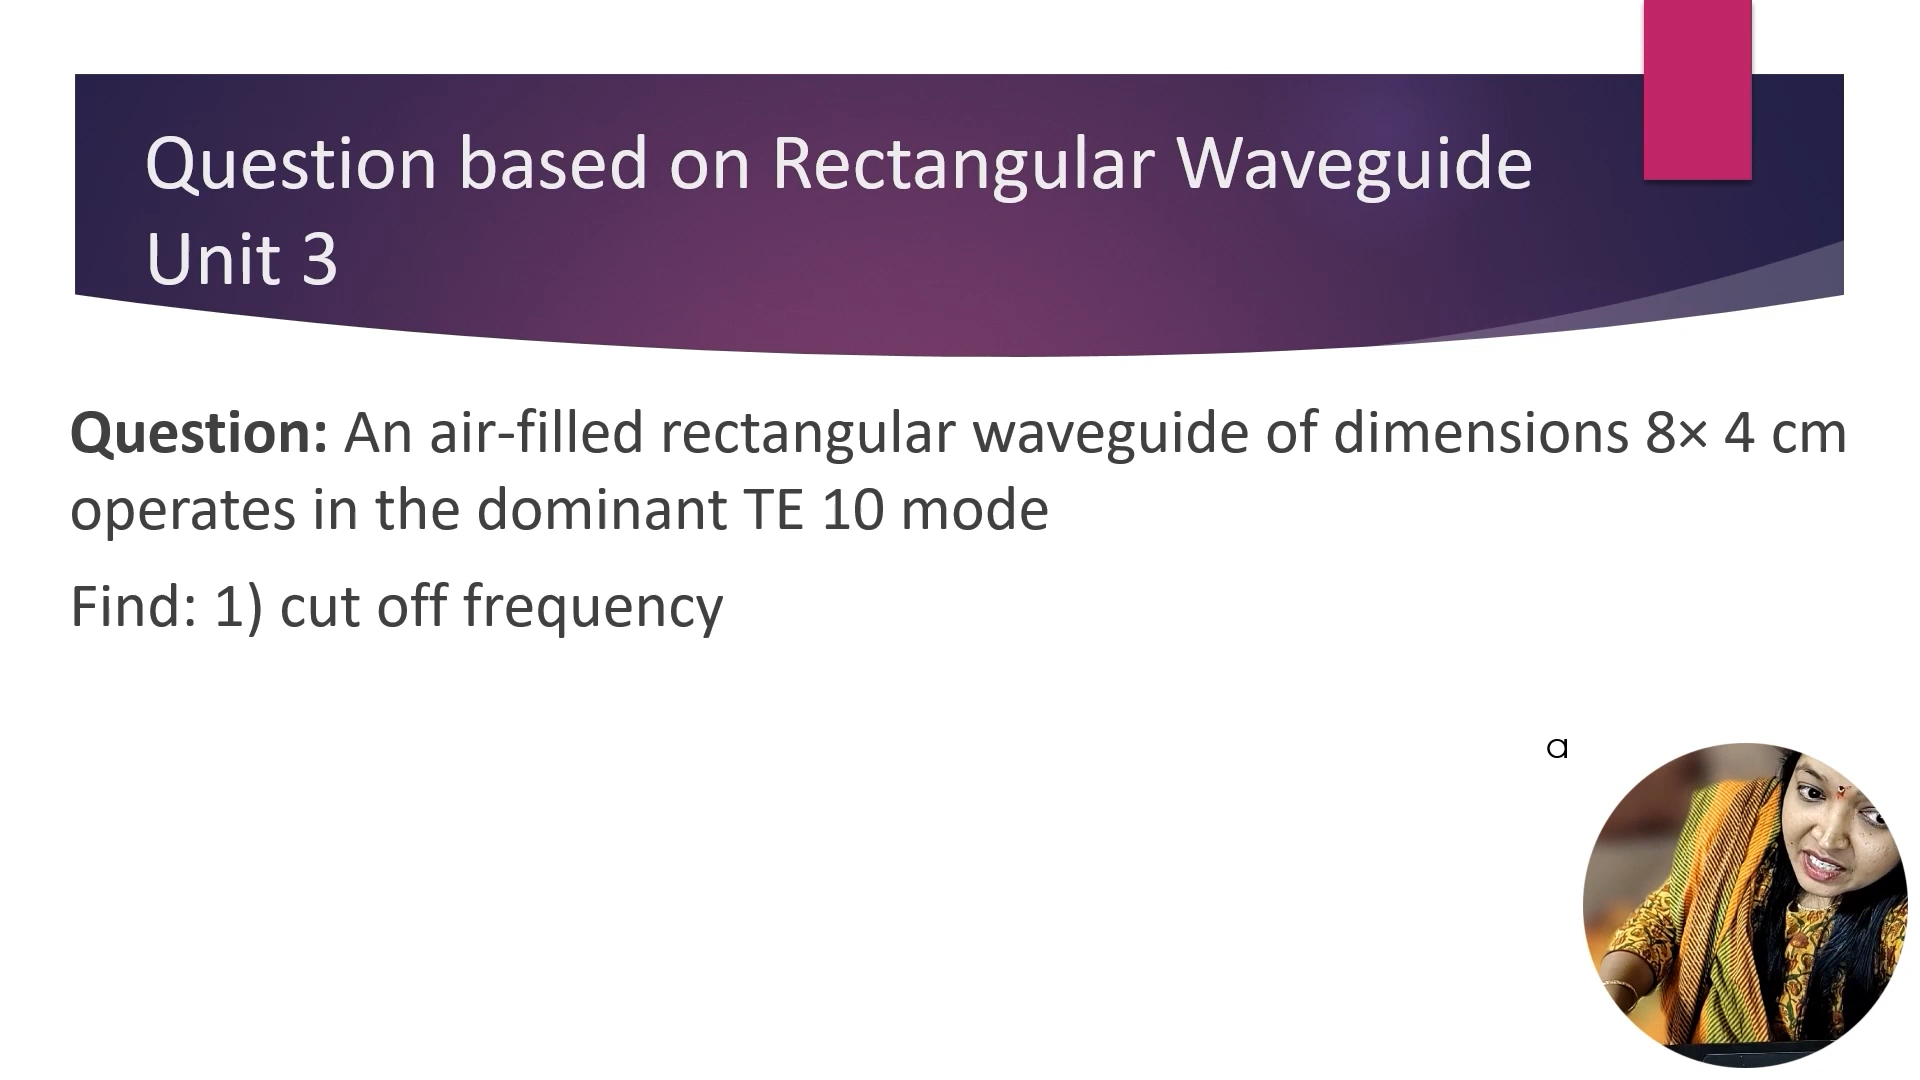 Question based on Rectangular Waveguide
Unit 3
Question: An air-filled rectangular waveguide of dimensions 8× 4 cm
operates in the dominant TE 10 mode
Find: 1) cut off frequency
a